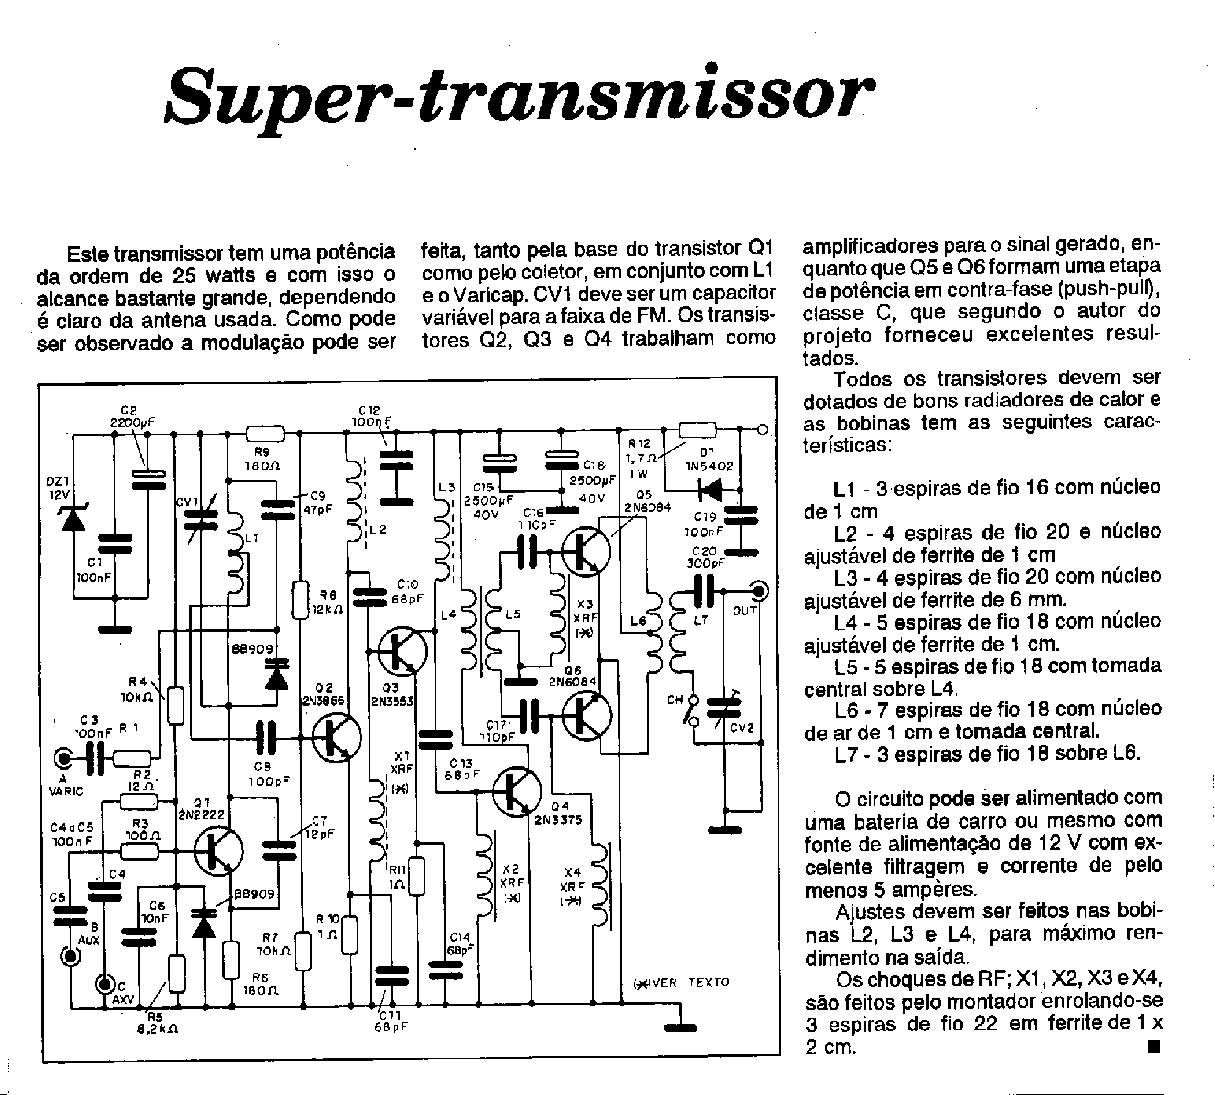 Super-transmissor
Este transmissor tem uma potência
da ordem de 25 watts e com isso o
alcance bastante grande, dependendo
é claro da antena usada. Como pode
ser observado a modulação pode ser
feita, tanto pela base do transistor Q1
como pelo coletor, em conjunto com L1
e o Varicap. CV1 deve ser um capacitor
variável para a faixa de FM. Os transis-
tores Q2, Q3 e Q4 trabalham como
amplificadores para o sinal gerado, en-
quanto que Q5 e Q6 formam uma etapa
de potência em contra-fase (push-pull),
classe C, que segundo o autor do
projeto forneceu excelentes resul-
tados.
Todos os transistores devem ser
dotados de bons radiadores de calor e
as bobinas tem as seguintes carac-
terísticas:
L1 - 3 espiras de fio 16 com núcleo
de 1 cm
L2 - 4 espiras de fio 20 e núcleo
ajustável de ferrite de 1 cm
L3 - 4 espiras de fio 20 com núcleo
ajustável de ferrite de 6 mm.
L4 - 5 espiras de fio 18 com núcleo
ajustável de ferrite de 1 cm.
L5 - 5 espiras de fio 18 com tomada
central sobre L4.
L6 - 7 espiras de fio 18 com núcleo
de ar de 1 cm e tomada central.
L7 - 3 espiras de fio 18 sobre L6.
O circuito pode ser alimentado com
uma bateria de carro ou mesmo com
fonte de alimentação de 12 V com ex-
celente filtragem e corrente de pelo
menos 5 ampères.
Ajustes devem ser feitos nas bobi-
nas L2, L3 e L4, para máximo ren-
dimento na saída.
Os choques de RF; X1, X2, X3 e X4,
são feitos pelo montador enrolando-se
3 espiras de fio 22 em ferrite de 1 x
2 cm.
C2
2200µF
C12
100nF
R9
180Ω
DZ1
12V
CV1
C9
47pF
L1
L2
L3
C15
2500µF
40V
C18
2500µF
40V
R12
1,7Ω
1W
D1
1N5402
Q5
2N6084
C16
110pF
C19
100nF
C20
300pF
C1
100nF
R8
12kΩ
C10
68pF
L4
L5
X3
XRF
(*)
L6
L7
OUT
BB909
R4
10kΩ
Q2
2N3866
Q3
2N3553
Q6
2N6084
CH
CV2
C3
100nF
R1
A
VARIC
C8
100pF
X1
XRF
(*)
C17
110pF
C13
68pF
R2
12Ω
Q1
2N2222
C7
12pF
Q4
2N3375
C4=C5
100nF
R3
100Ω
C4
C5
BB909
R11
1Ω
X2
XRF
(*)
X4
XRF
(*)
C6
10nF
B
AUX
C
AXV
R7
10kΩ
R10
1Ω
C14
68pF
R6
180Ω
R5
8,2kΩ
C11
68pF
(*)VER TEXTO